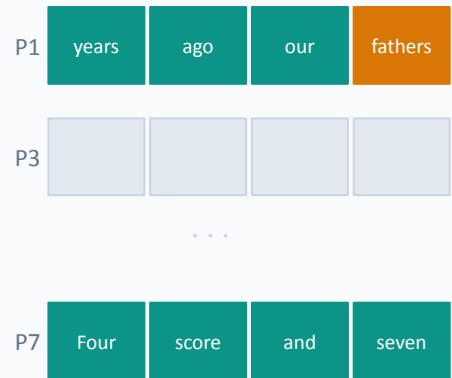 P1 years ago our fathers
P3
. . .
P7 Four score and seven